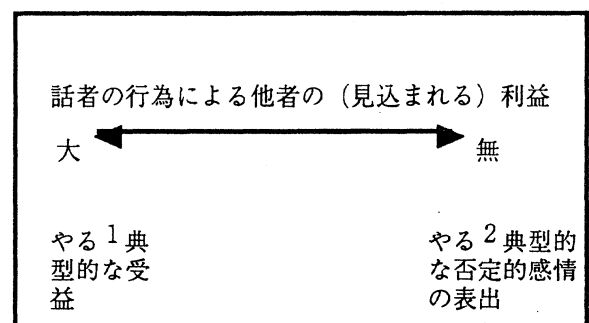 話者の行為による他者の（見込まれる）利益
大
無
やる1典
型的な受
益
やる2典型的
な否定的感情
の表出